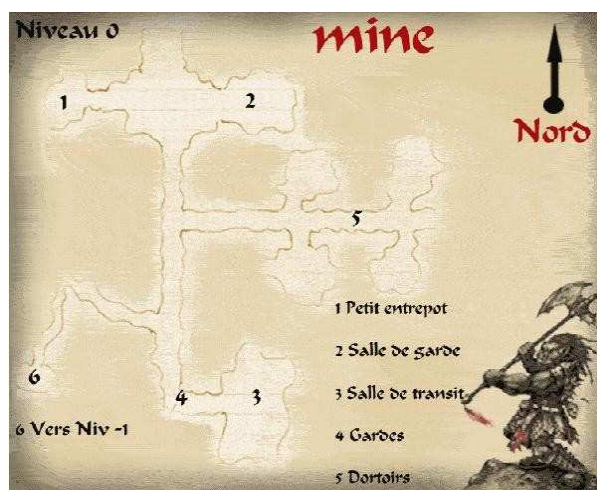 Niveau 0
mine
Nord
1
2
5
6
4
3
1 Petit entrepot
2 Salle de garde
3 Salle de transit
4 Gardes
5 Dortoirs
6 Vers Niv -1